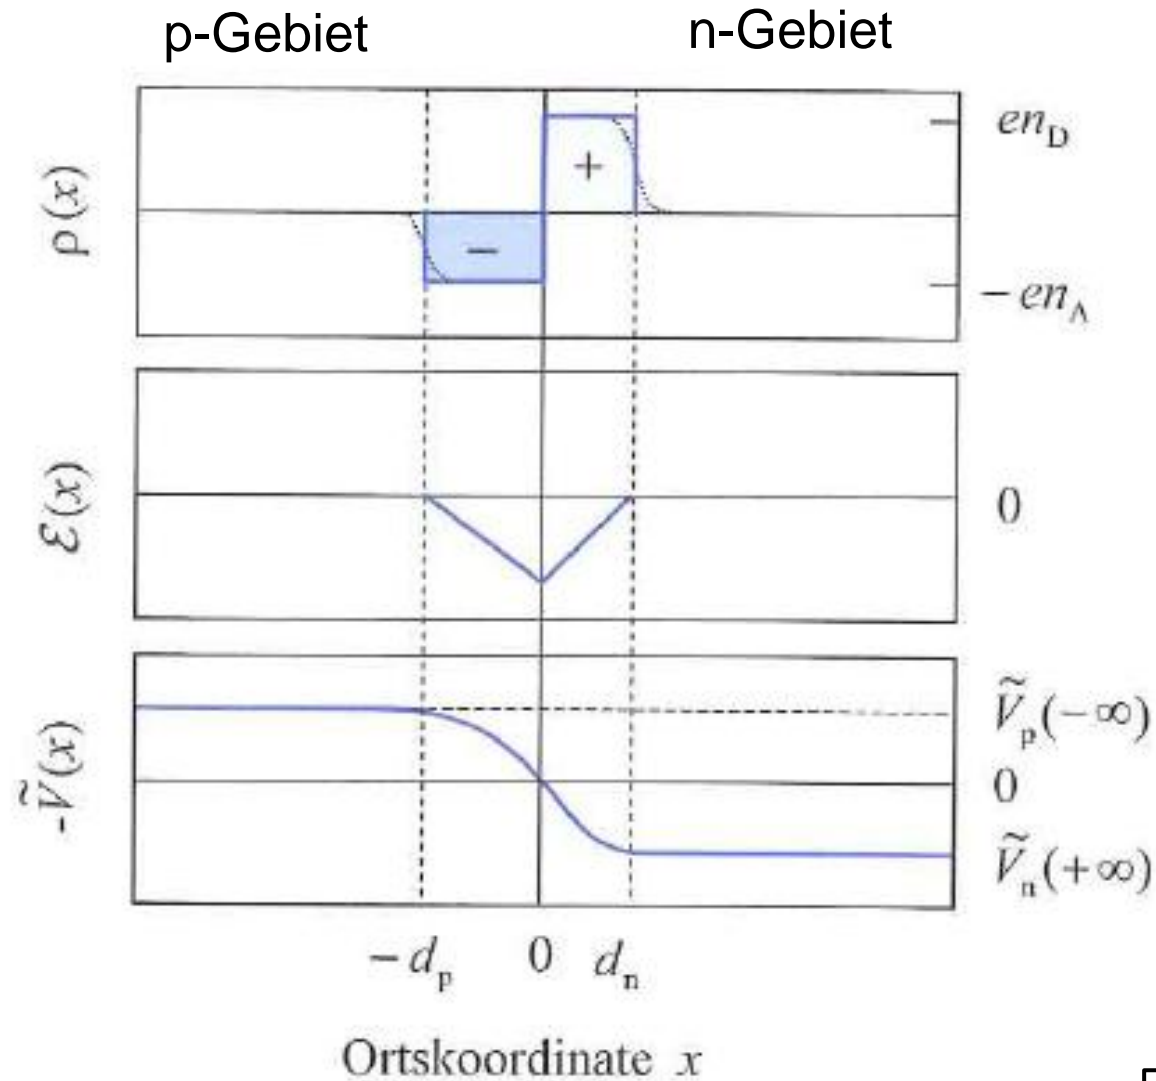 p-Gebiet n-Gebiet
ρ(x)
en_D
+
−
−en_A
ℰ(x)
0
-Ṽ(x)
Ṽ_p(−∞)
0
Ṽ_n(+∞)
−d_p 0 d_n
Ortskoordinate x